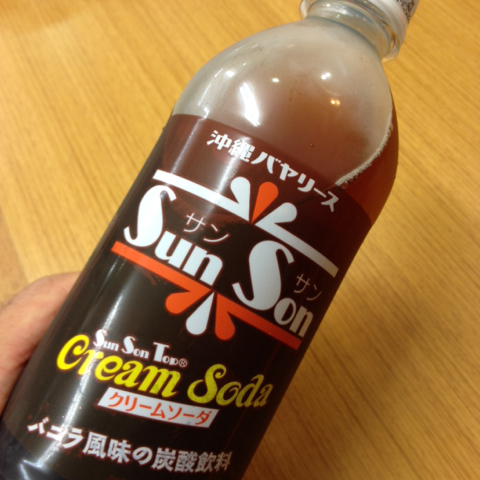 沖縄バヤリース
サン サン
Sun Son
Sun Son Top®
Cream Soda
クリームソーダ
バニラ風味の炭酸飲料